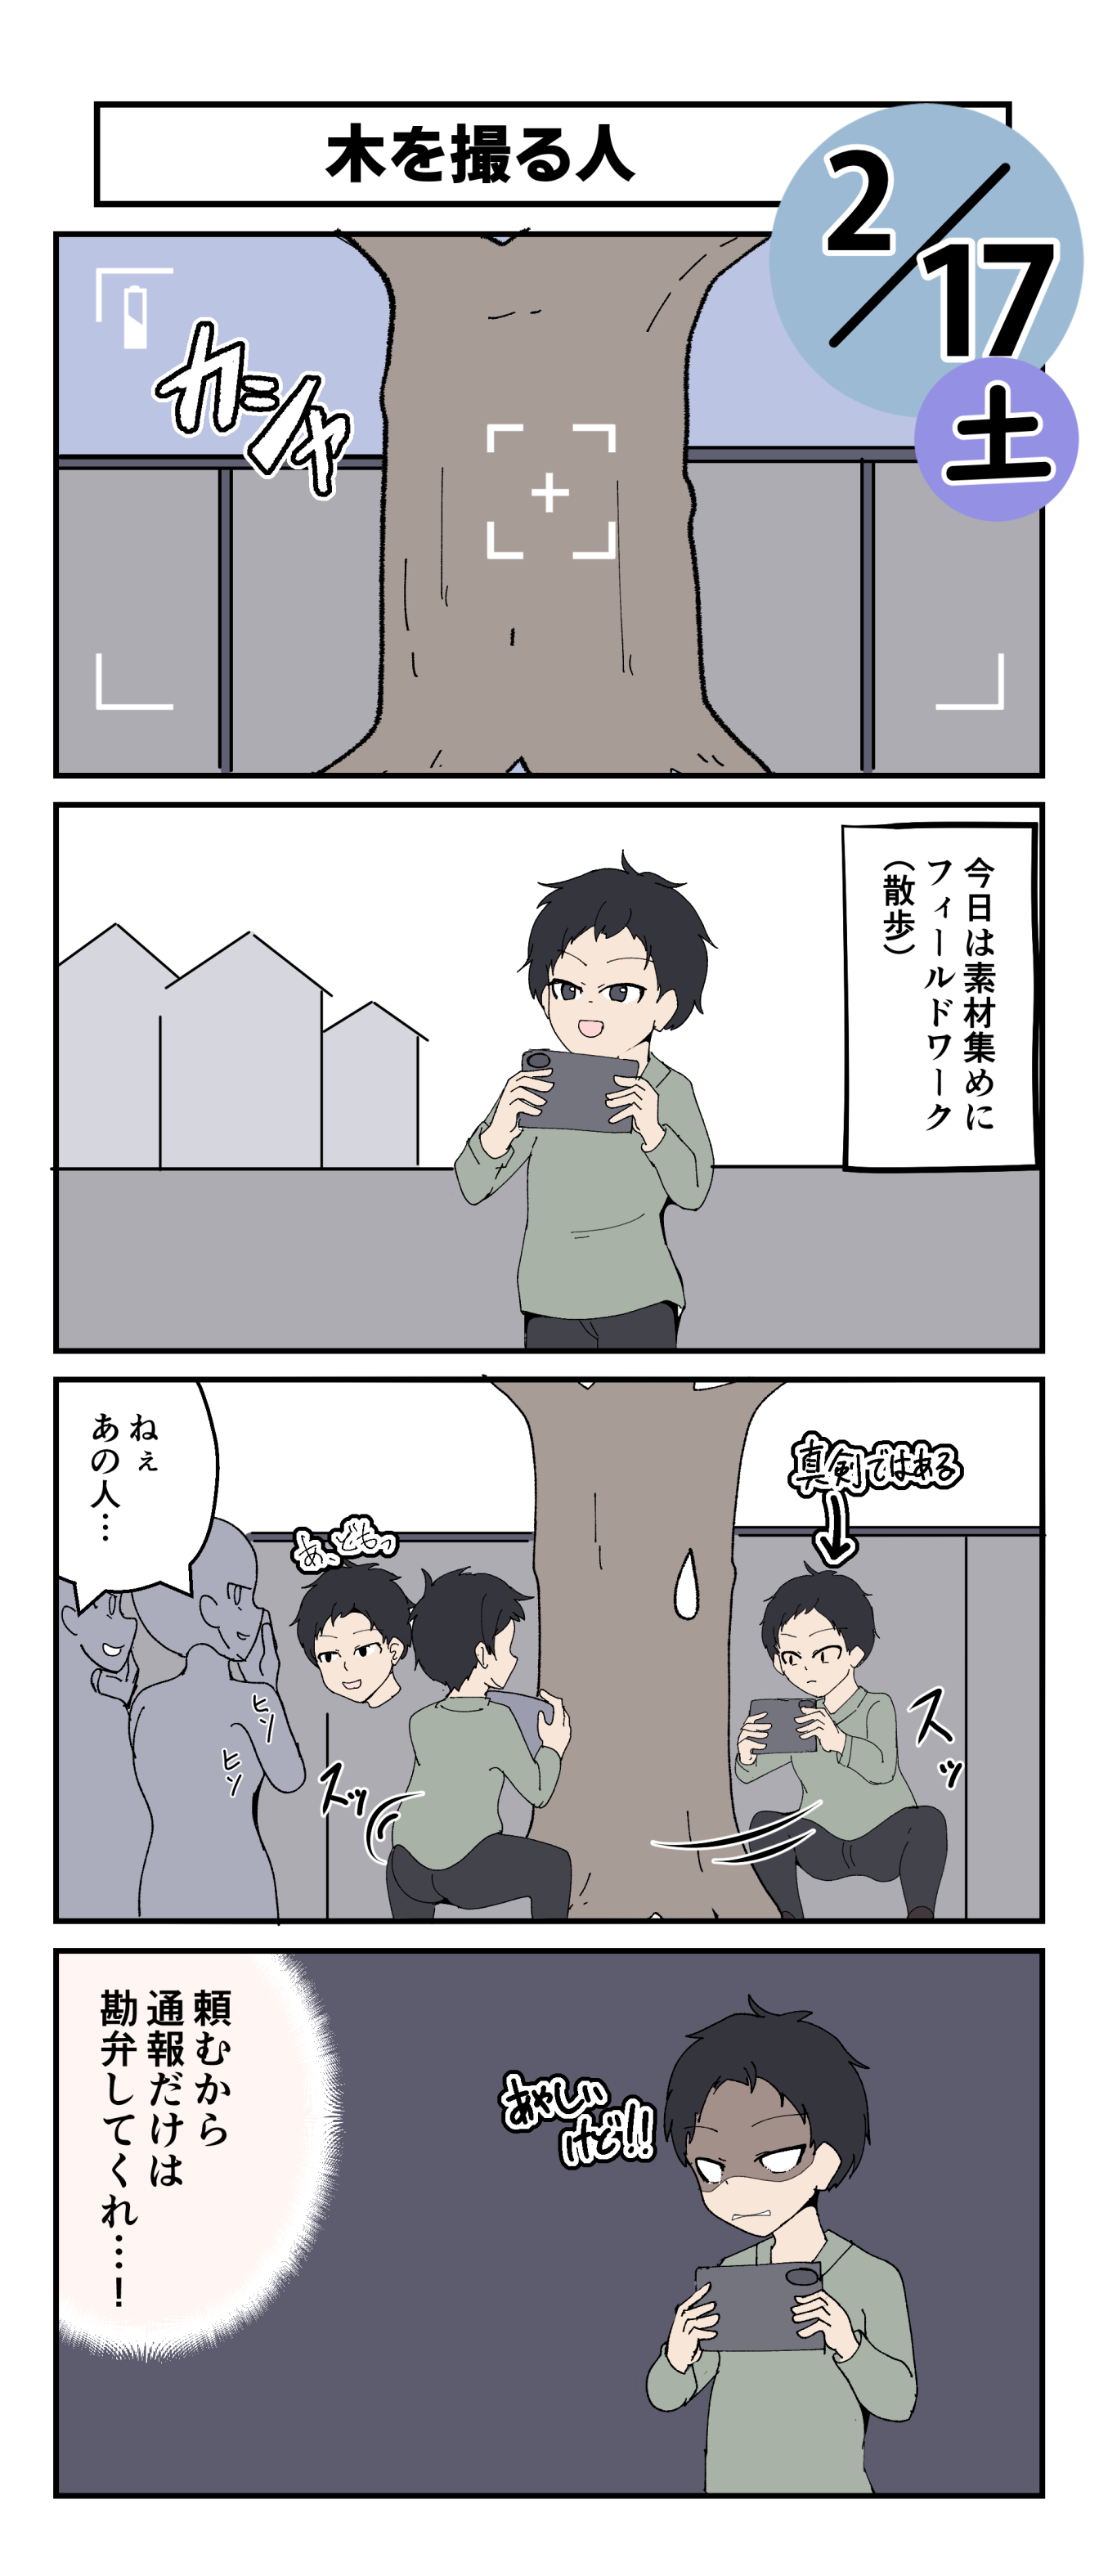 木を撮る人
2/17
土
カシャ
今日は素材集めに
フィールドワーク
（散歩）
真剣ではある
スッ
あ、どもっ
スッ
ねぇ
あの人…
ヒソ
ヒソ
あやしい
けど!!
頼むから
通報だけは
勘弁してくれ…！